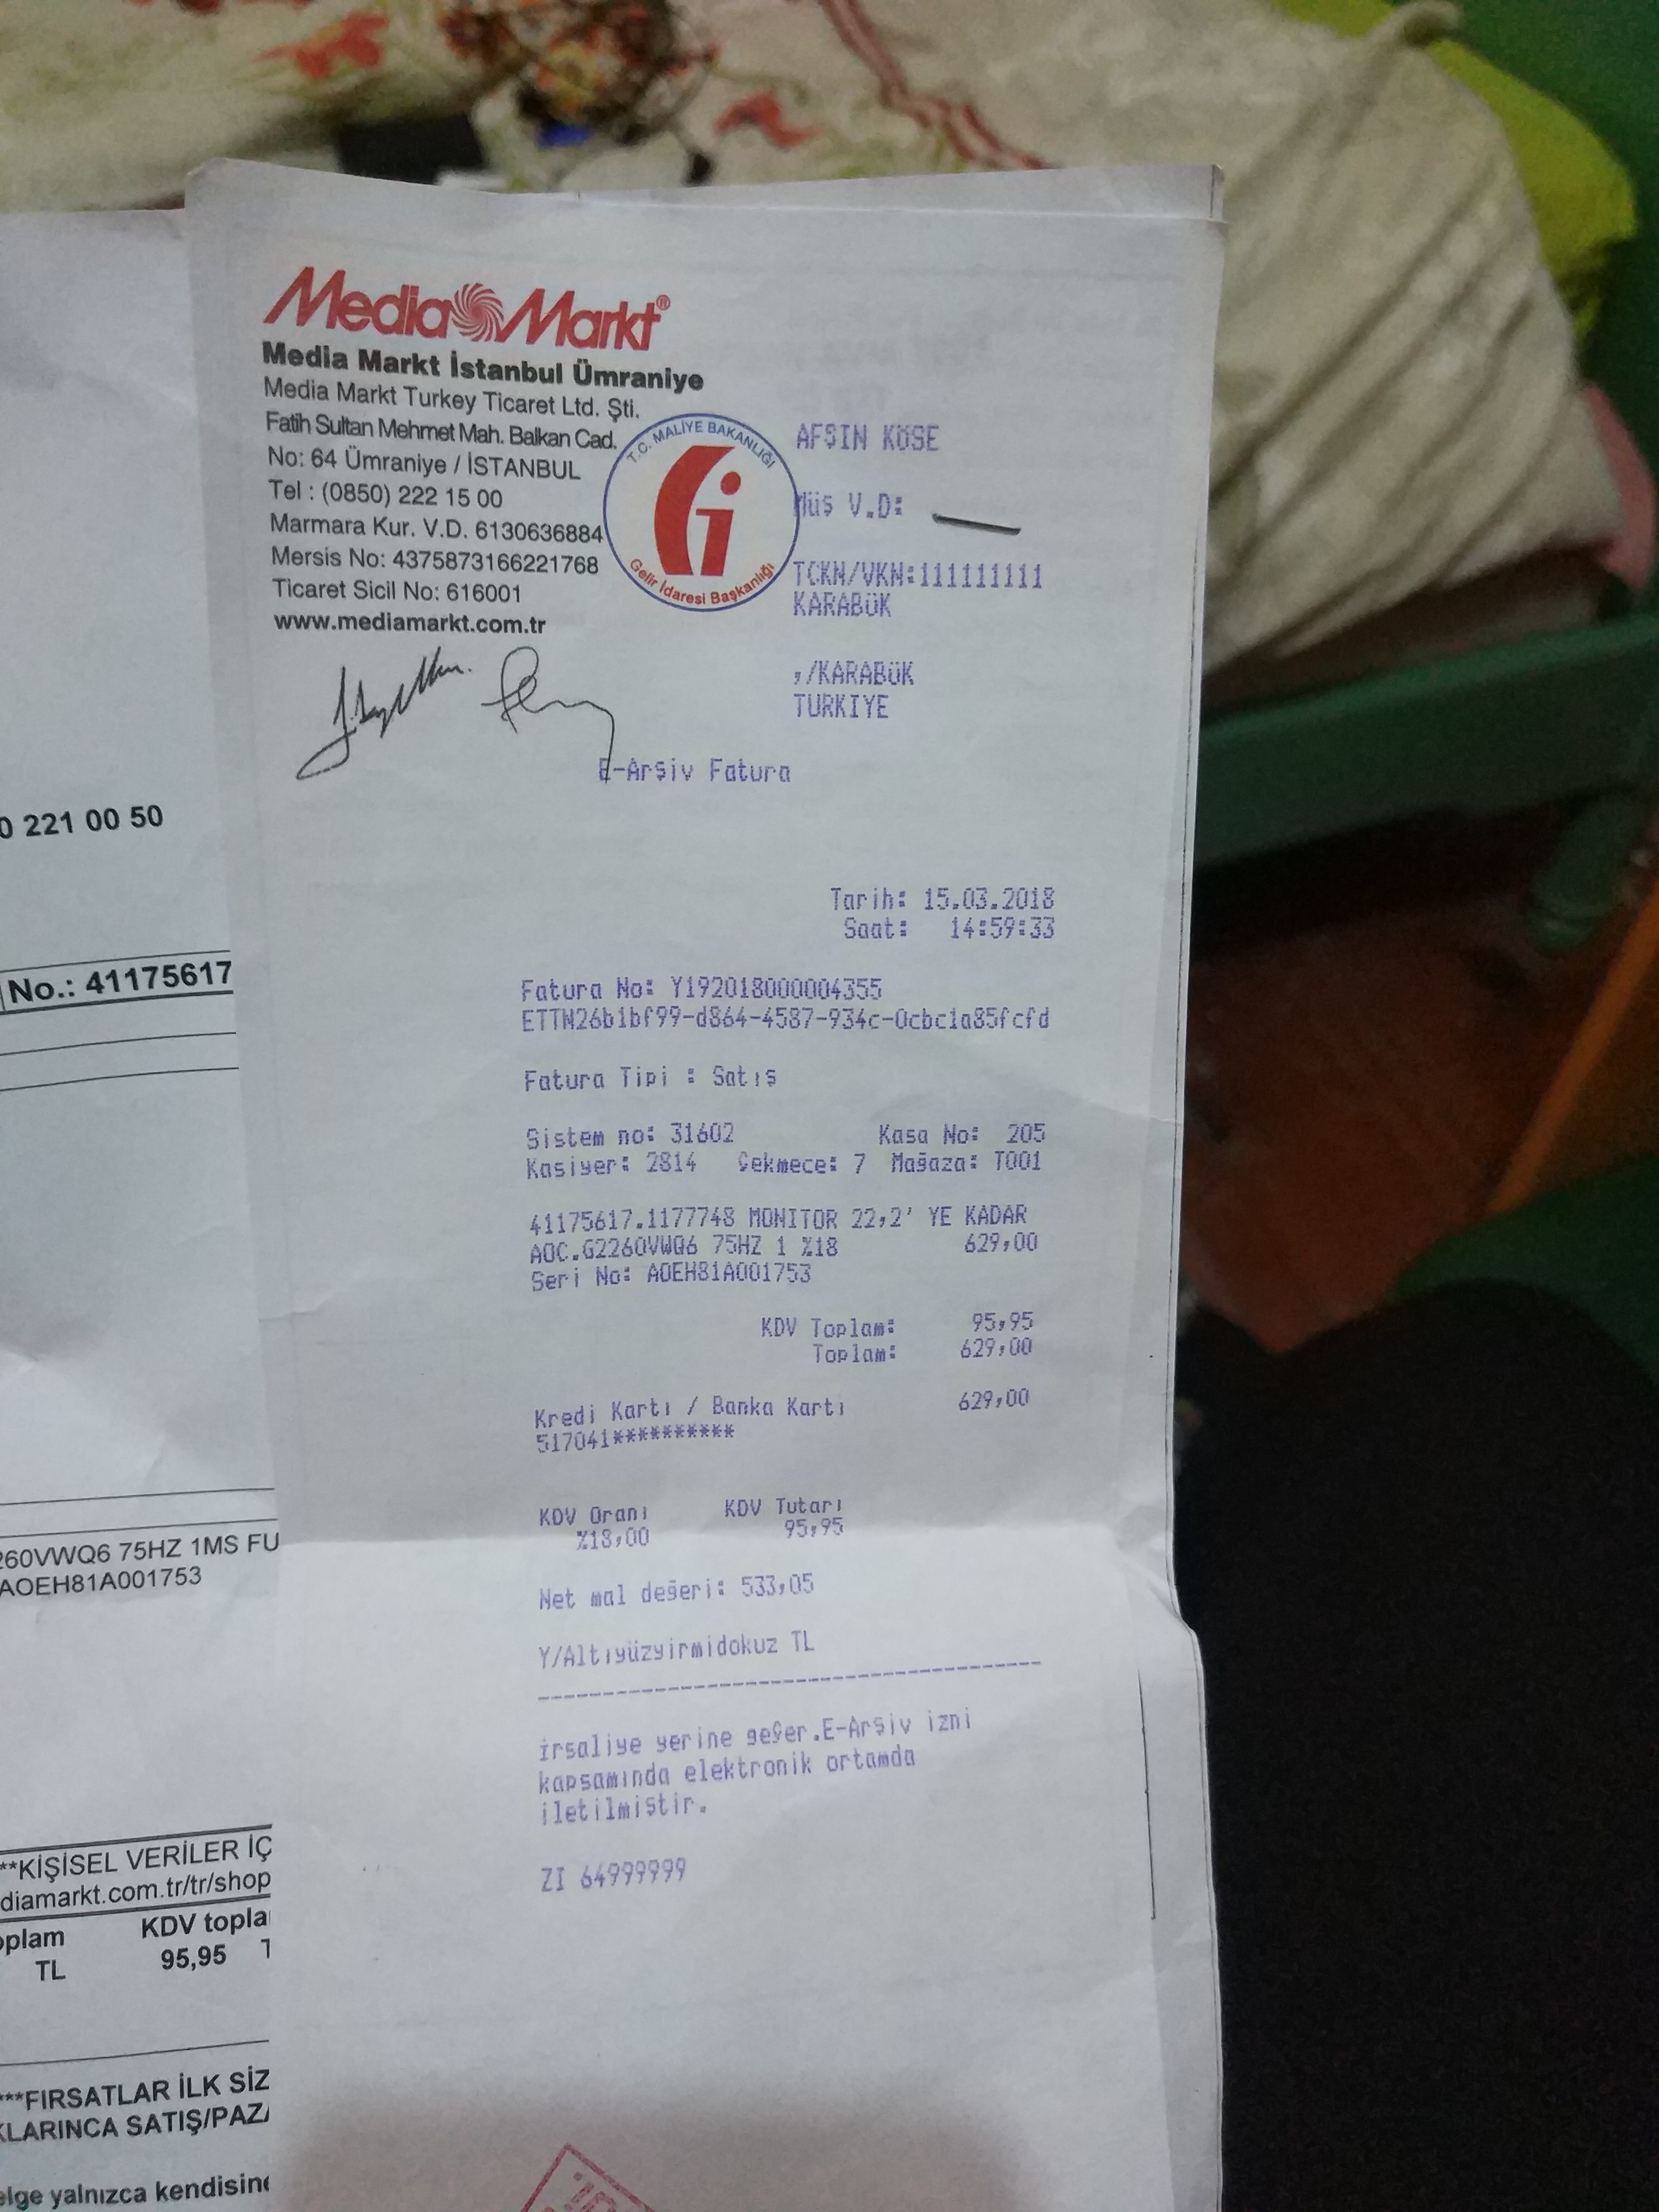 Media Markt®
Media Markt İstanbul Ümraniye
Media Markt Turkey Ticaret Ltd. Şti.
Fatih Sultan Mehmet Mah. Balkan Cad.
No: 64 Ümraniye / İSTANBUL
Tel : (0850) 222 15 00
Marmara Kur. V.D. 6130636884
Mersis No: 4375873166221768
Ticaret Sicil No: 616001
www.mediamarkt.com.tr
T.C. MALİYE BAKANLIĞI
Gelir İdaresi Başkanlığı
AFŞIN KÖSE
Müş V.D:
TCKN/VKN:111111111
KARABÜK
,/KARABÜK
TURKIYE
E-Arşiv Fatura
Tarih: 15.03.2018
Saat: 14:59:33
Fatura No: Y192018000004355
ETTN26b1bf99-d864-4587-934c-0cbc1a85fcfd
Fatura Tipi : Satış
Sistem no: 31602 Kasa No: 205
Kasiyer: 2814 Çekmece: 7 Mağaza: T001
41175617.1177748 MONITOR 22,2' YE KADAR
AOC.G2260VWQ6 75HZ 1 %18 629,00
Seri No: AOEH81A001753
KDV Toplam: 95,95
Toplam: 629,00
Kredi Kartı / Banka Kartı 629,00
517041**********
KDV Oranı KDV Tutarı
%18,00 95,95
Net mal değeri: 533,05
Y/Altıyüzyirmidokuz TL
----------------------------------------
irsaliye yerine geçer.E-Arşiv izni
kapsamında elektronik ortamda
iletilmiştir.
ZI 64999999
0 221 00 50
No.: 41175617
260VWQ6 75HZ 1MS FU
AOEH81A001753
**KİŞİSEL VERİLER İÇ
diamarkt.com.tr/tr/shop
oplam KDV topla
TL 95,95 T
***FIRSATLAR İLK SİZ
KLARINCA SATIŞ/PAZA
elge yalnızca kendisine